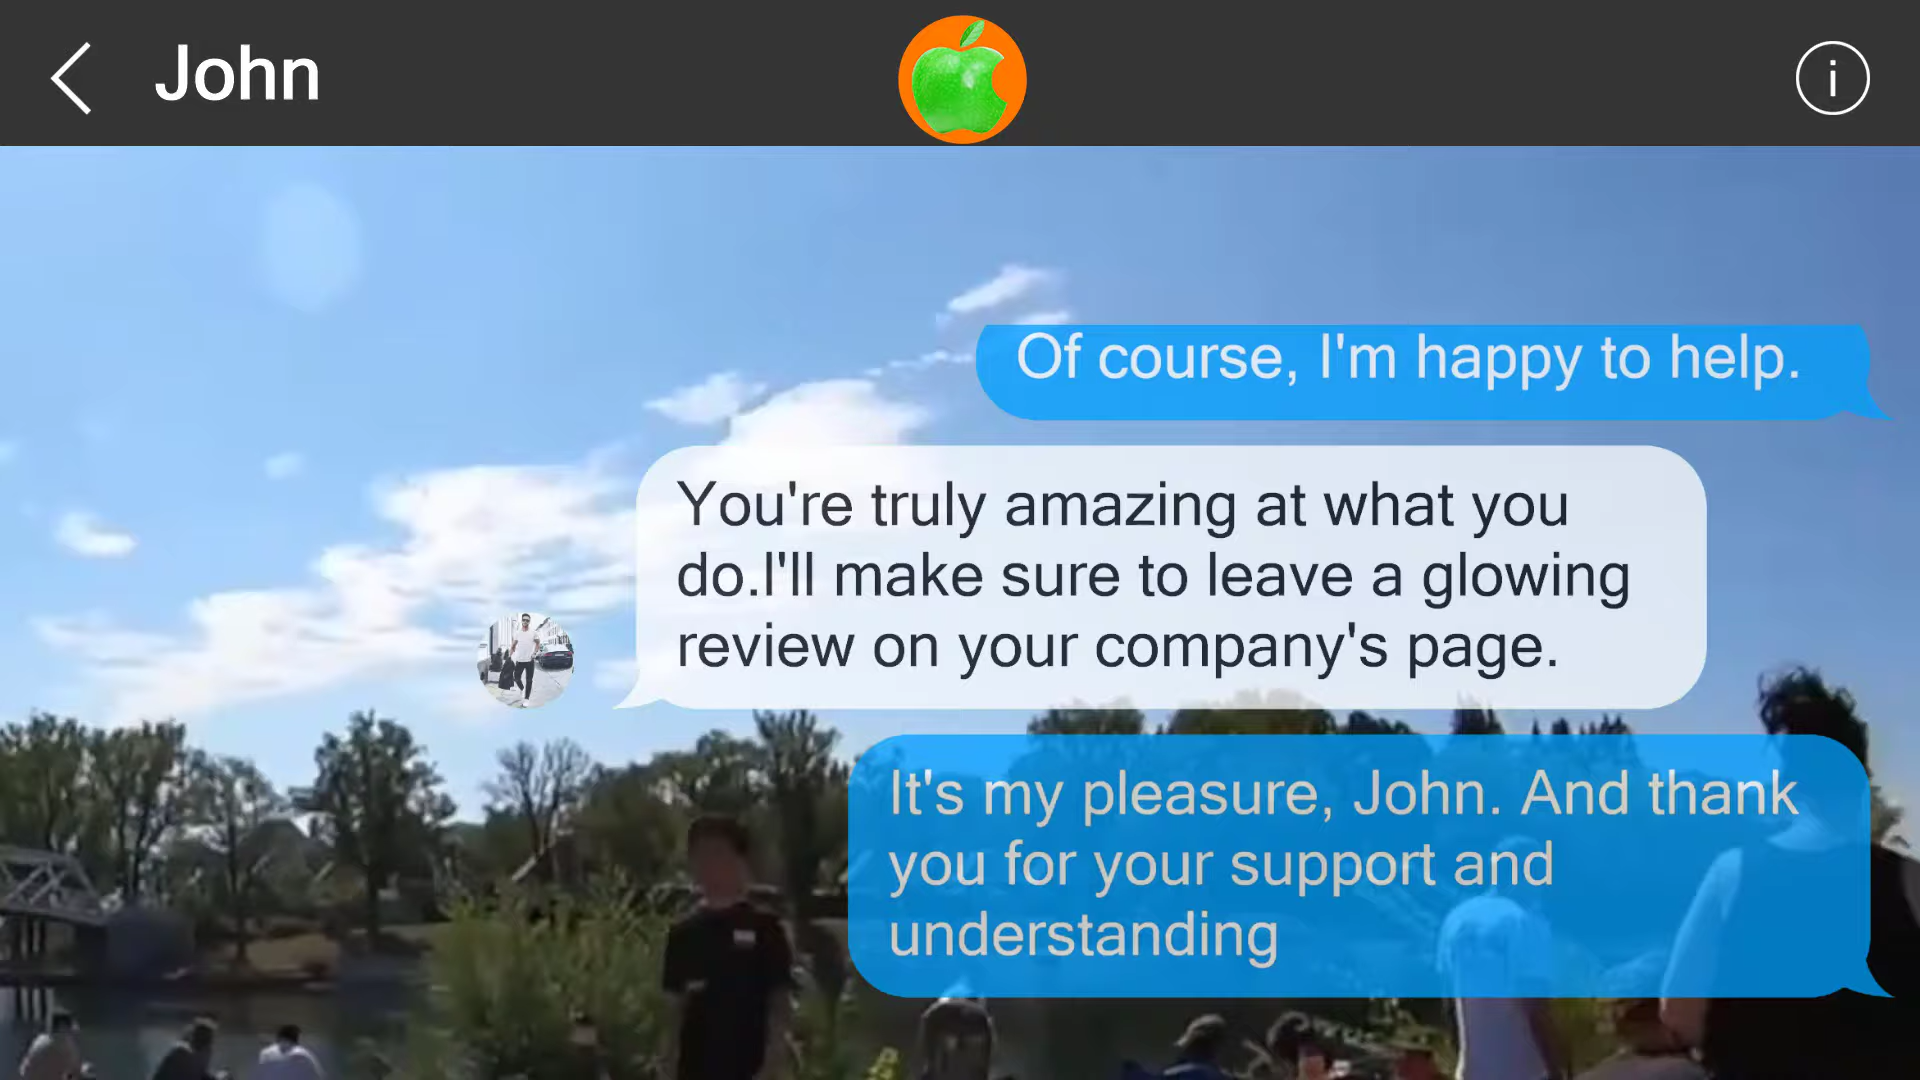 John
i
Of course, I'm happy to help.
You're truly amazing at what you
do.I'll make sure to leave a glowing
review on your company's page.
It's my pleasure, John. And thank
you for your support and
understanding